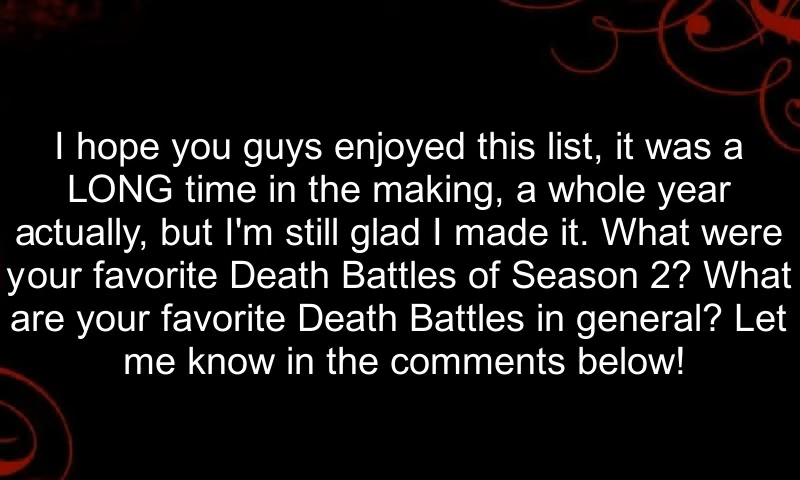 I hope you guys enjoyed this list, it was a
LONG time in the making, a whole year
actually, but I'm still glad I made it. What were
your favorite Death Battles of Season 2? What
are your favorite Death Battles in general? Let
me know in the comments below!